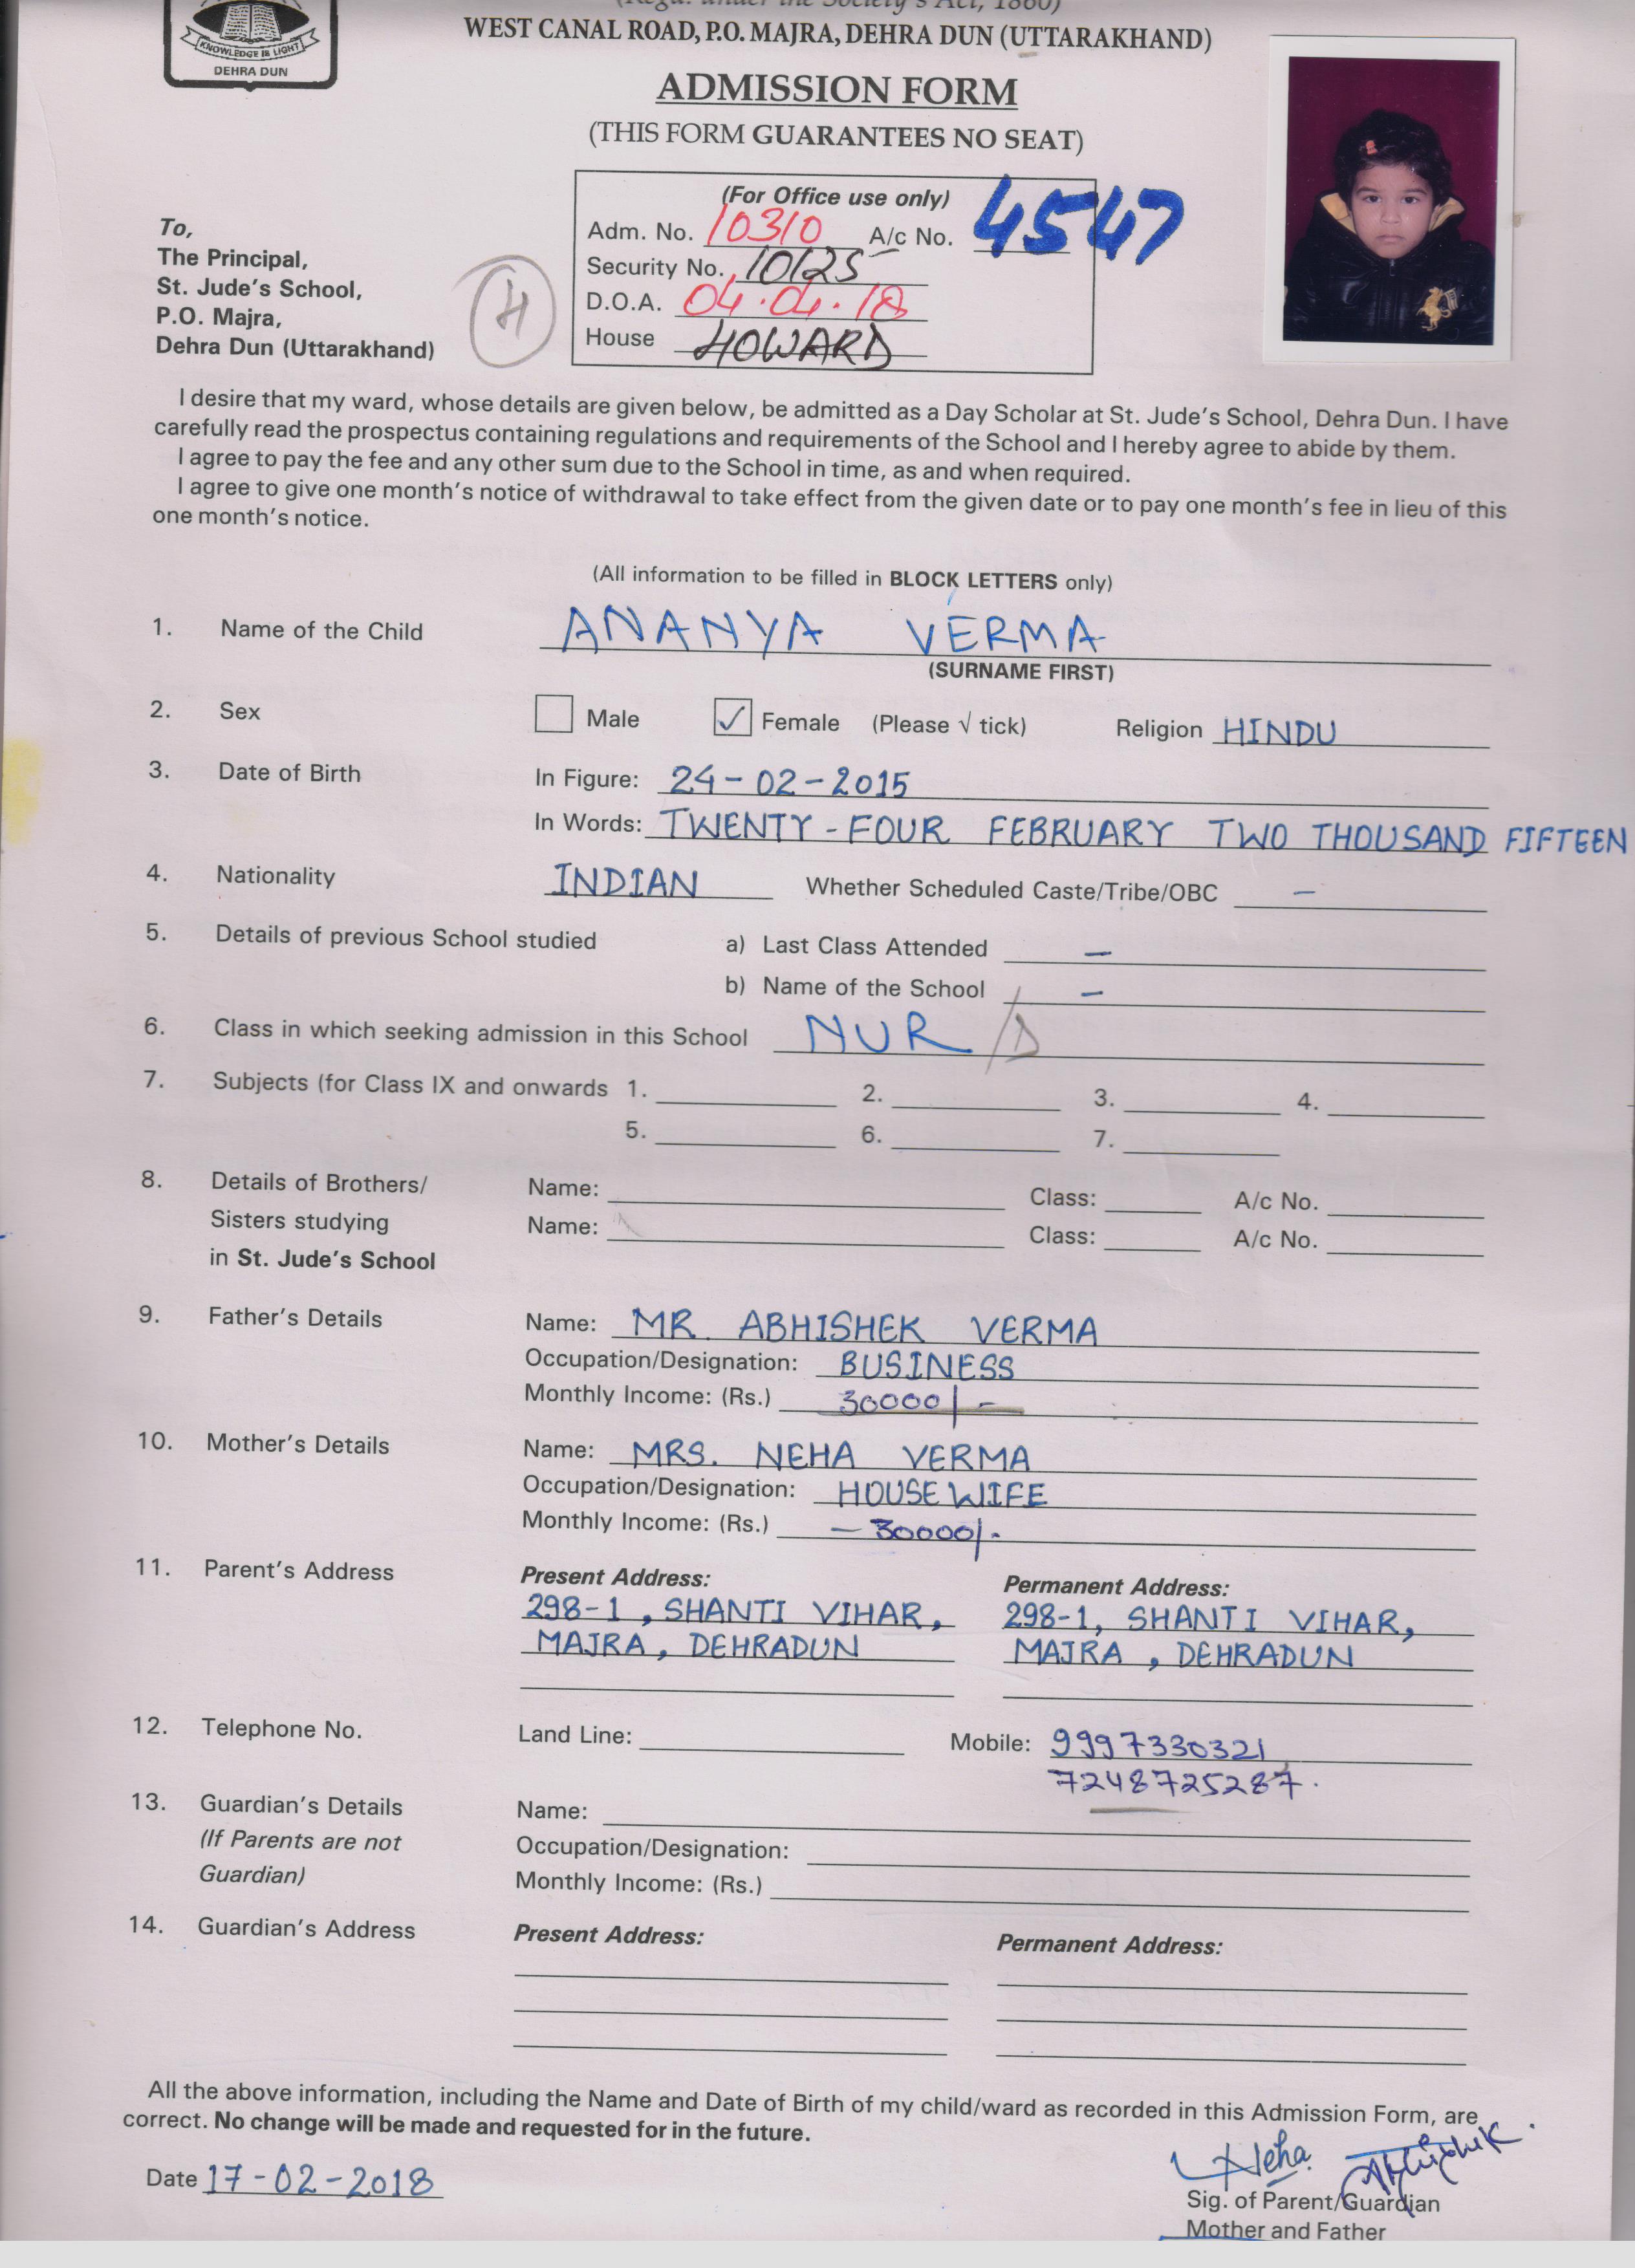 (Regd. under the Society's Act, 1860)
WEST CANAL ROAD, P.O. MAJRA, DEHRA DUN (UTTARAKHAND)
KNOWLEDGE IS LIGHT
DEHRA DUN
ADMISSION FORM
(THIS FORM GUARANTEES NO SEAT)
(For Office use only)
Adm. No. 10310 A/c No. 4547
Security No. 10125
D.O.A. 04.04.18
House HOWARD
To,
The Principal,
St. Jude's School,
P.O. Majra,
Dehra Dun (Uttarakhand)
H
I desire that my ward, whose details are given below, be admitted as a Day Scholar at St. Jude's School, Dehra Dun. I have
carefully read the prospectus containing regulations and requirements of the School and I hereby agree to abide by them.
I agree to pay the fee and any other sum due to the School in time, as and when required.
I agree to give one month's notice of withdrawal to take effect from the given date or to pay one month's fee in lieu of this
one month's notice.
(All information to be filled in BLOCK LETTERS only)
1. Name of the Child ANANYA VERMA
(SURNAME FIRST)
2. Sex Male ✓ Female (Please √ tick) Religion HINDU
3. Date of Birth In Figure: 24-02-2015
In Words: TWENTY-FOUR FEBRUARY TWO THOUSAND FIFTEEN
4. Nationality INDIAN Whether Scheduled Caste/Tribe/OBC –
5. Details of previous School studied a) Last Class Attended –
b) Name of the School –
6. Class in which seeking admission in this School NUR /D
7. Subjects (for Class IX and onwards 1. 2. 3. 4.
5. 6. 7.
8. Details of Brothers/ Name: Class: A/c No.
Sisters studying Name: Class: A/c No.
in St. Jude's School
9. Father's Details Name: MR. ABHISHEK VERMA
Occupation/Designation: BUSINESS
Monthly Income: (Rs.) 30000/-
10. Mother's Details Name: MRS. NEHA VERMA
Occupation/Designation: HOUSE WIFE
Monthly Income: (Rs.) – 30000/-
11. Parent's Address Present Address: Permanent Address:
298-1, SHANTI VIHAR, 298-1, SHANTI VIHAR,
MAJRA, DEHRADUN MAJRA, DEHRADUN
12. Telephone No. Land Line: Mobile: 9997330321
7248725287.
13. Guardian's Details Name:
(If Parents are not Occupation/Designation:
Guardian) Monthly Income: (Rs.)
14. Guardian's Address Present Address: Permanent Address:
All the above information, including the Name and Date of Birth of my child/ward as recorded in this Admission Form, are
correct. No change will be made and requested for in the future.
Date 17-02-2018 Neha Abhishek
Sig. of Parent/Guardian
Mother and Father